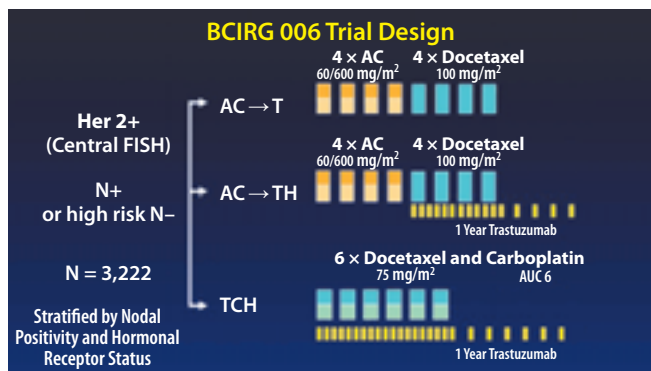 BCIRG 006 Trial Design
Her 2+
(Central FISH)
N+
or high risk N–
N = 3,222
Stratified by Nodal
Positivity and Hormonal
Receptor Status
AC → T
4 × AC
60/600 mg/m²
4 × Docetaxel
100 mg/m²
AC → TH
4 × AC
60/600 mg/m²
4 × Docetaxel
100 mg/m²
1 Year Trastuzumab
TCH
6 × Docetaxel and Carboplatin
75 mg/m²
AUC 6
1 Year Trastuzumab